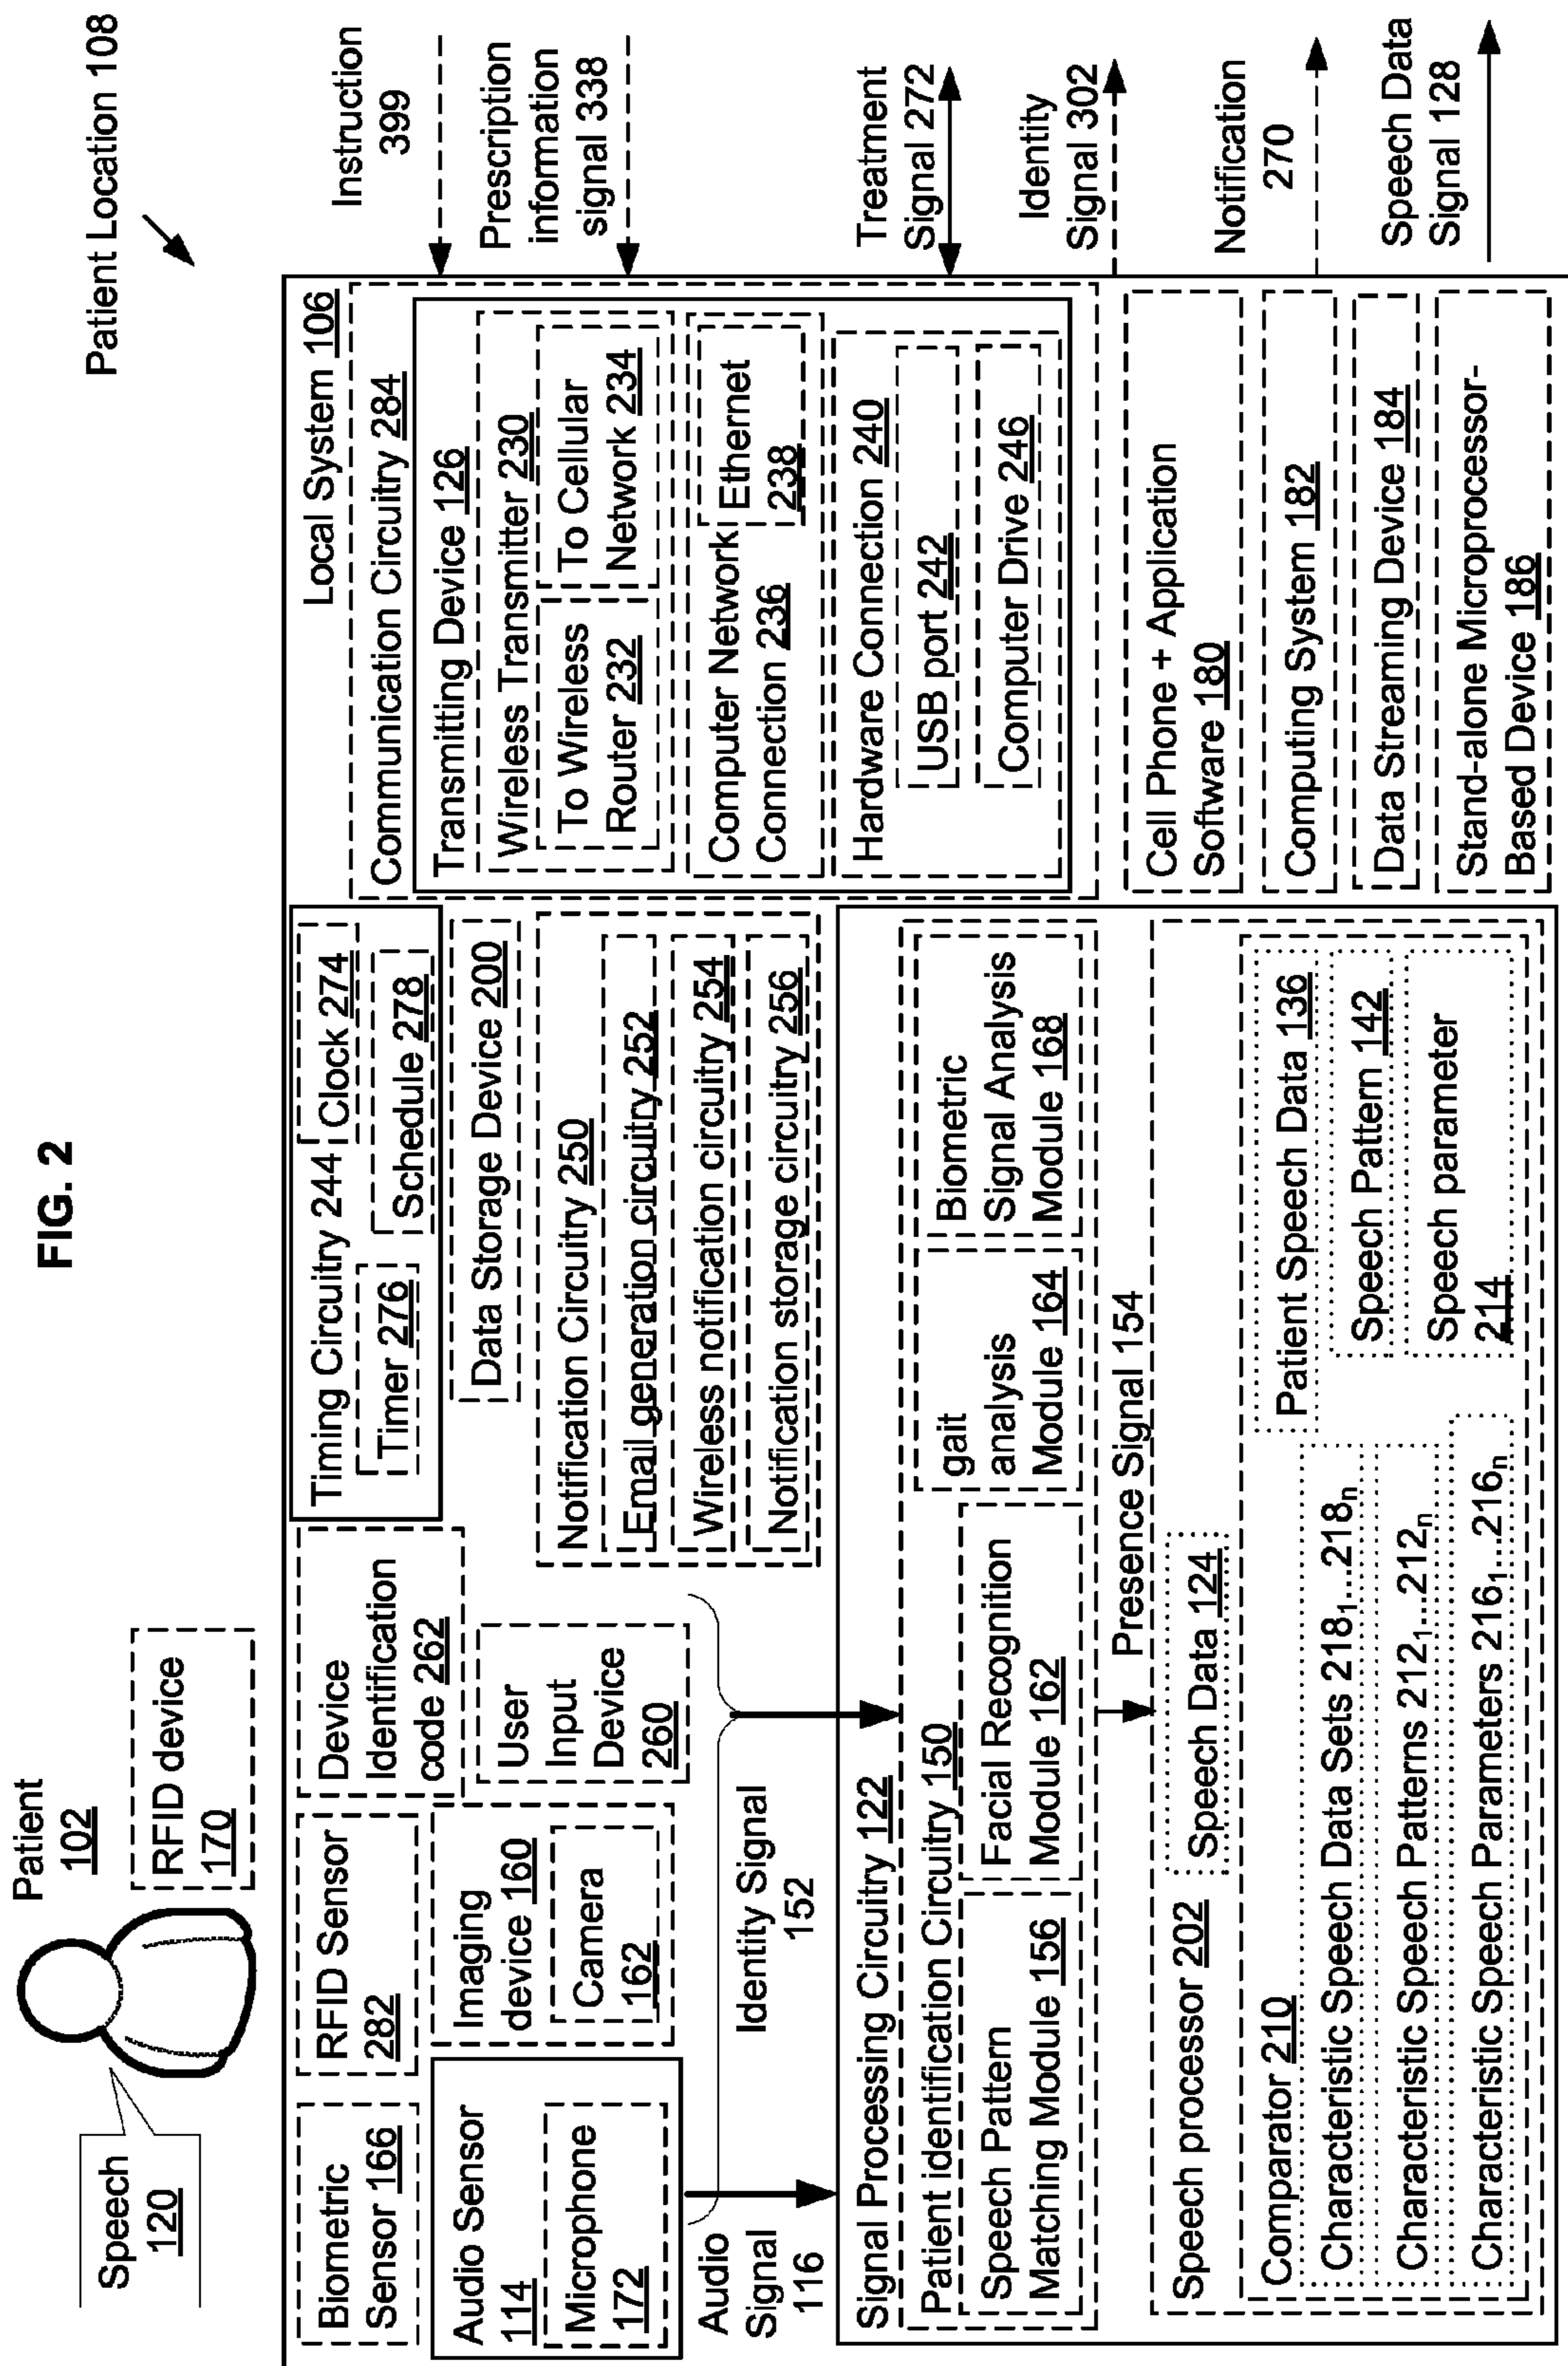 FIG. 2
Patient Location 108
Patient
102
RFID device
170
Speech
120
Local System 106
Biometric
Sensor 166
RFID Sensor
282
Device
Identification
code 262
Timing Circuitry 244
Clock 274
Timer 276
Schedule 278
Audio Sensor
114
Microphone
172
Imaging
device 160
Camera
162
User
Input
Device
260
Data Storage Device 200
Notification Circuitry 250
Email generation circuitry 252
Wireless notification circuitry 254
Notification storage circuitry 256
Audio
Signal
116
Identity Signal
152
Signal Processing Circuitry 122
Patient identification Circuitry 150
Speech Pattern
Matching Module 156
Facial Recognition
Module 162
gait
analysis
Module 164
Biometric
Signal Analysis
Module 168
Presence Signal 154
Speech processor 202
Speech Data 124
Comparator 210
Characteristic Speech Data Sets 218₁...218ₙ
Characteristic Speech Patterns 212₁...212ₙ
Characteristic Speech Parameters 216₁...216ₙ
Patient Speech Data 136
Speech Pattern 142
Speech parameter
214
Communication Circuitry 284
Transmitting Device 126
Wireless Transmitter 230
To Wireless
Router 232
To Cellular
Network 234
Computer Network
Connection 236
Ethernet
238
Hardware Connection 240
USB port 242
Computer Drive 246
Cell Phone + Application
Software 180
Computing System 182
Data Streaming Device 184
Stand-alone Microprocessor-
Based Device 186
Instruction
399
Prescription
information
signal 338
Treatment
Signal 272
Identity
Signal 302
Notification
270
Speech Data
Signal 128